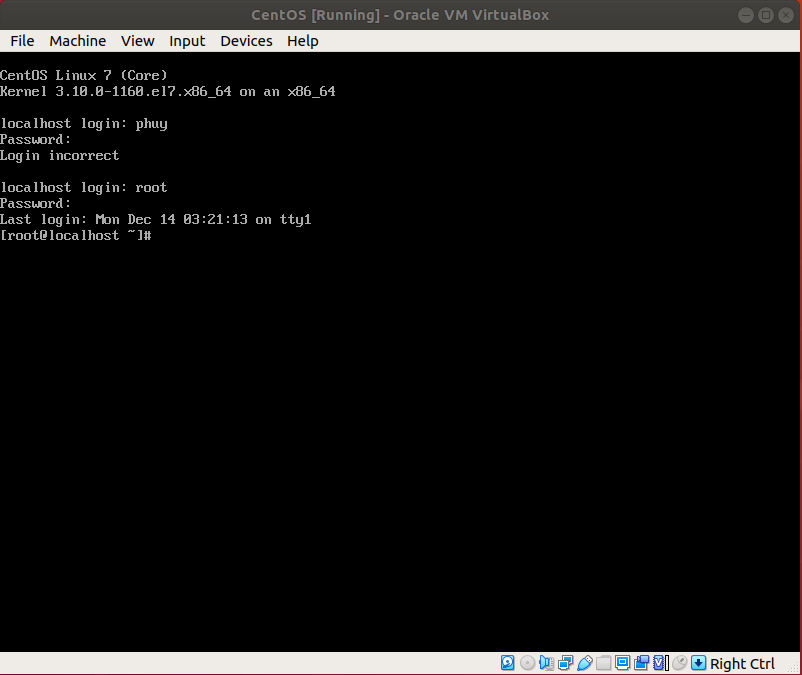 CentOS [Running] - Oracle VM VirtualBox
File Machine View Input Devices Help
CentOS Linux 7 (Core)
Kernel 3.10.0-1160.el7.x86_64 on an x86_64
localhost login: phuy
Password:
Login incorrect
localhost login: root
Password:
Last login: Mon Dec 14 03:21:13 on tty1
[root@localhost ~]#
Right Ctrl